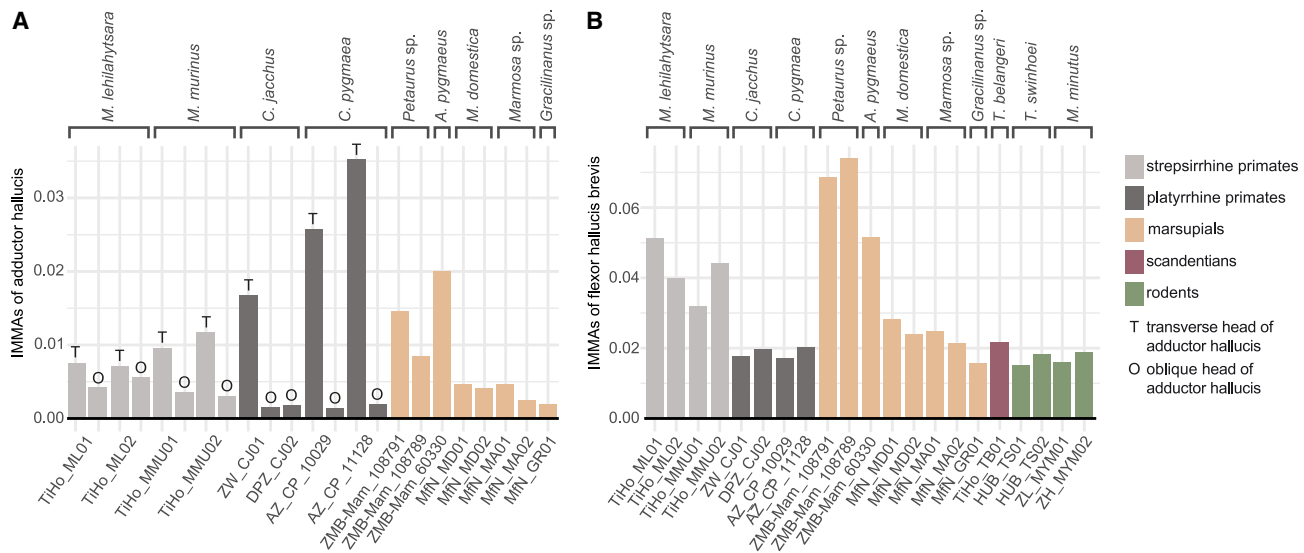 A
M. lehilahytsara
M. murinus
C. jacchus
C. pygmaea
Petaurus sp.
A. pygmaeus
M. domestica
Marmosa sp.
Gracilinanus sp.
IMMAs of adductor hallucis
0.03
0.02
0.01
0.00
T
O
T
O
T
O
T
O
T
O
O
T
O
T
O
TiHo_ML01
TiHo_ML02
TiHo_MMU01
TiHo_MMU02
ZW_CJ01
DPZ_CJ02
AZ_CP_10029
AZ_CP_11128
ZMB-Mam_108791
ZMB-Mam_108789
ZMB-Mam_60330
MfN_MD01
MfN_MD02
MfN_MA01
MfN_MA02
MfN_GR01
B
M. lehilahytsara
M. murinus
C. jacchus
C. pygmaea
Petaurus sp.
A. pygmaeus
M. domestica
Marmosa sp.
Gracilinanus sp.
T. belangeri
T. swinhoei
M. minutus
IMMAs of flexor hallucis brevis
0.06
0.04
0.02
0.00
TiHo_ML01
TiHo_ML02
TiHo_MMU01
TiHo_MMU02
ZW_CJ01
DPZ_CJ02
AZ_CP_10029
AZ_CP_11128
ZMB-Mam_108791
ZMB-Mam_108789
ZMB-Mam_60330
MfN_MD01
MfN_MD02
MfN_MA01
MfN_MA02
MfN_GR01
TiHo_TB01
HUB_TS01
HUB_TS02
ZL_MYM01
ZH_MYM02
strepsirrhine primates
platyrrhine primates
marsupials
scandentians
rodents
T transverse head of
adductor hallucis
O oblique head of
adductor hallucis